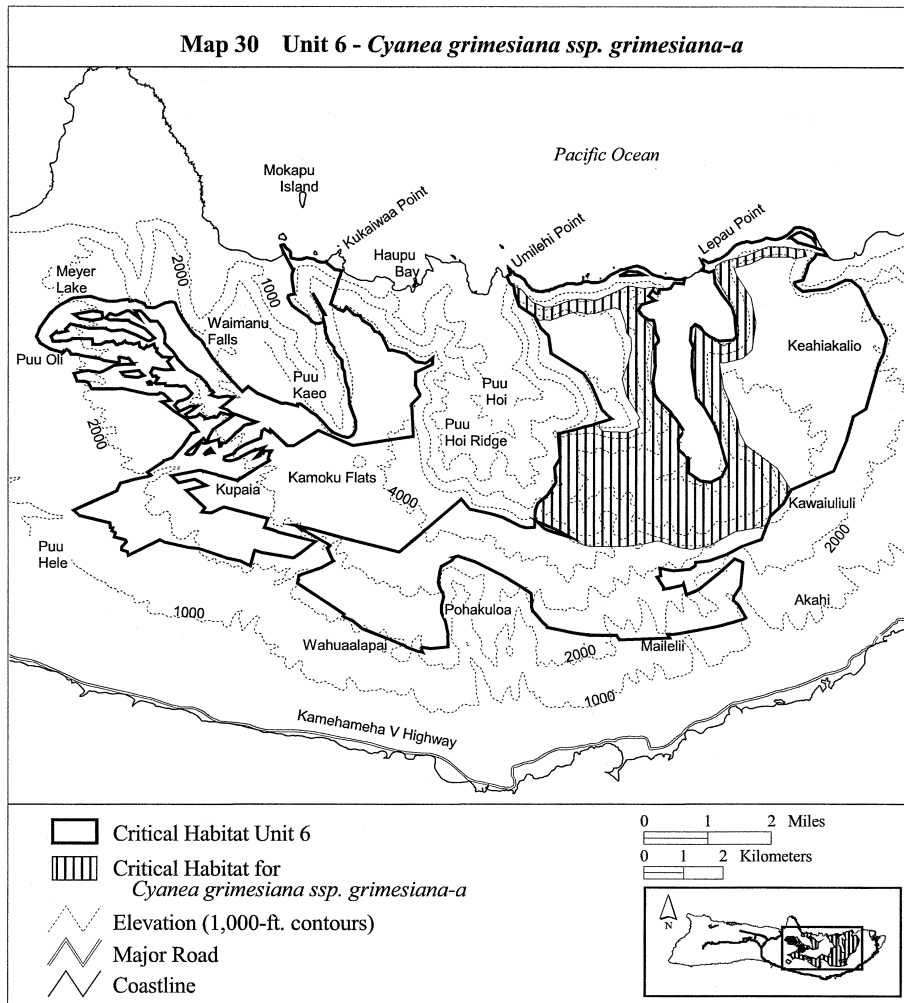 Map 30 Unit 6 - Cyanea grimesiana ssp. grimesiana-a
Pacific Ocean
Mokapu
Island
Kukaiwaa Point
Haupu
Bay
Umilehi Point
Lepau Point
Meyer
Lake
2000
1000
Waimanu
Falls
Puu Oli
Puu
Kaeo
Puu
Hoi
Keahiakalio
Puu
Hoi Ridge
2000
Kupaia
Kamoku Flats
4000
Kawaiuliuli
2000
Puu
Hele
1000
Pohakuloa
Akahi
Wahuaalapai
2000
Mailelii
1000
Kamehameha V Highway
Critical Habitat Unit 6
Critical Habitat for
Cyanea grimesiana ssp. grimesiana-a
Elevation (1,000-ft. contours)
Major Road
Coastline
0 1 2 Miles
0 1 2 Kilometers
N